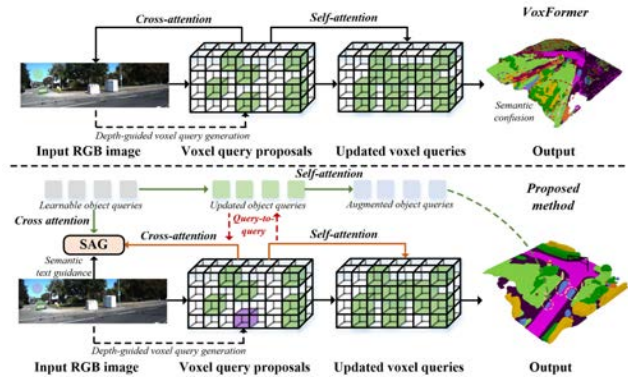 Cross-attention
Self-attention
VoxFormer
Depth-guided voxel query generation
Semantic
confusion
Input RGB image
Voxel query proposals
Updated voxel queries
Output
Self-attention
Proposed
method
Learnable object queries
Updated object queries
Augmented object queries
Cross attention
Query-to-
query
SAG
Cross-attention
Self-attention
Semantic
text guidance
Depth-guided voxel query generation
Input RGB image
Voxel query proposals
Updated voxel queries
Output